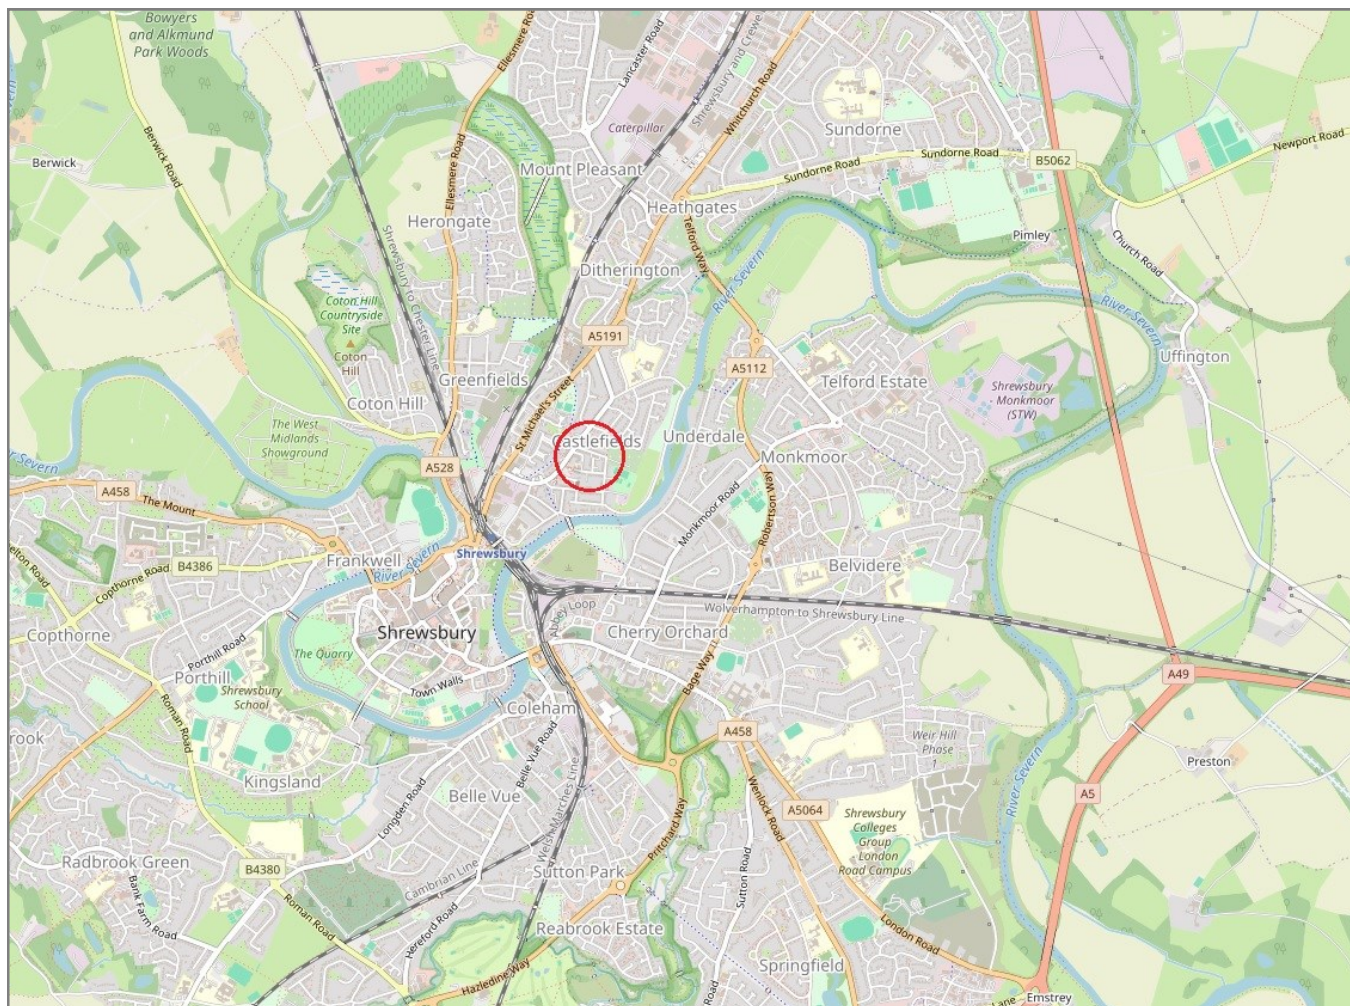 Bowyers
and Alkmund
Park Woods
Ellesmere Road
Lancaster Road
Shrewsbury and Crewe
Whitchurch Road
Caterpillar
Sundorne
Berwick
Berwick Road
Mount Pleasant
Sundorne Road
Sundorne Road
B5062
Newport Road
Ellesmere Road
Herongate
Heathgates
Telford Way
Pimley
Church Road
Shrewsbury to Chester Line
Ditherington
River Severn
River Severn
Coton Hill
Countryside
Site
Coton
Hill
A5191
Uffington
Greenfields
A5112
Telford Estate
Shrewsbury
- Monkmoor
(STW)
Coton Hill
St Michael's Street
The West
Midlands
Showground
Castlefields
Underdale
Monkmoor
River Severn
A528
A458
The Mount
Monkmoor Road
Robertson Way
Shrewsbury
Frankwell
River Severn
B4386
Copthorne Road
Belvidere
Abbey Loop
Wolverhampton to Shrewsbury Line
Copthorne
Shrewsbury
Cherry Orchard
Porthill Road
The Quarry
Porthill
Shrewsbury
School
Town Walls
Bage Way
A49
Roman Road
Coleham
A458
Weir Hill
Phase
1
River Severn
Kingsland
Belle Vue Road
Preston
Belle Vue
Longden Road
Welsh Matches Line
Wenlock Road
A5064
A5
Shrewsbury
Colleges
Group
London
Road Campus
Pritchard Way
Radbrook Green
B4380
Cambrian Line
Sutton Park
Sutton Road
Bank Farm Road
Roman Road
Hereford Road
Reabrook Estate
London Road
Hazledine Way
Springfield
Road
Lane
Emstrey